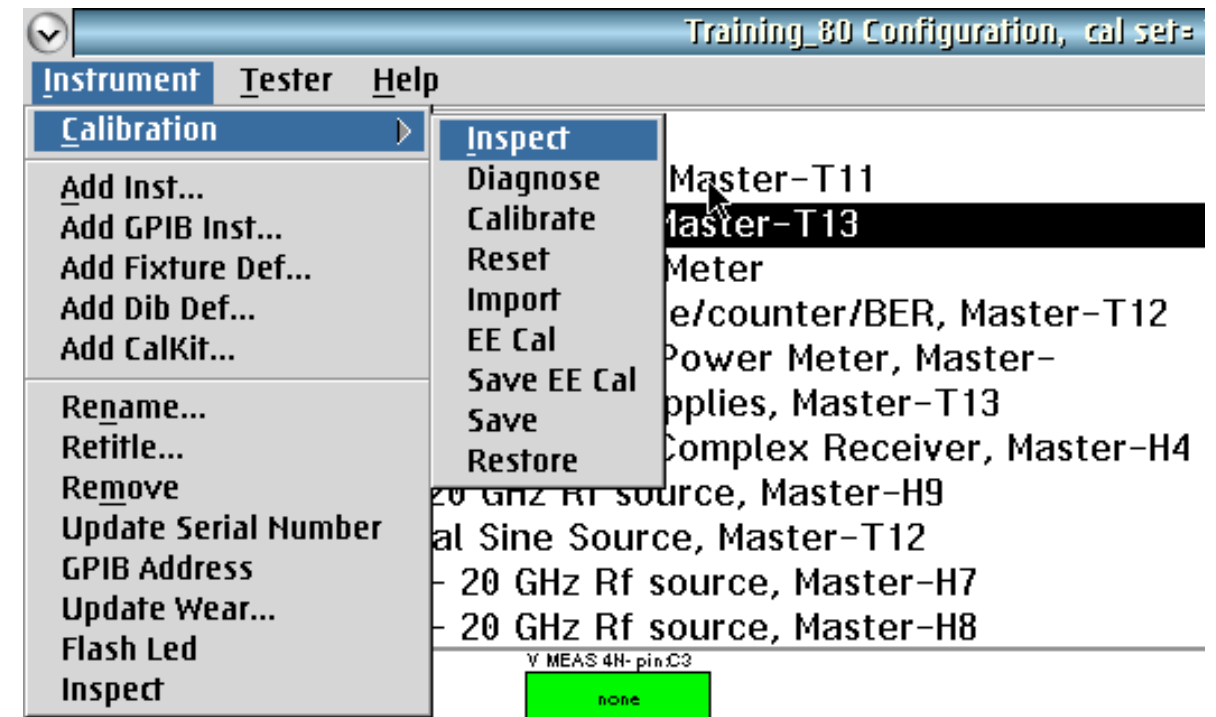 Training_80 Configuration, cal set=
Instrument Tester Help
Calibration
Add Inst...
Add GPIB Inst...
Add Fixture Def...
Add Dib Def...
Add CalKit...
Rename...
Retitle...
Remove
Update Serial Number
GPIB Address
Update Wear...
Flash Led
Inspect
Inspect
Diagnose
Calibrate
Reset
Import
EE Cal
Save EE Cal
Save
Restore
Master-T11
Master-T13
Meter
e/counter/BER, Master-T12
Power Meter, Master-
pplies, Master-T13
Complex Receiver, Master-H4
20 GHz Rf source, Master-H9
al Sine Source, Master-T12
- 20 GHz Rf source, Master-H7
- 20 GHz Rf source, Master-H8
V MEAS 4N- pin:C3
none